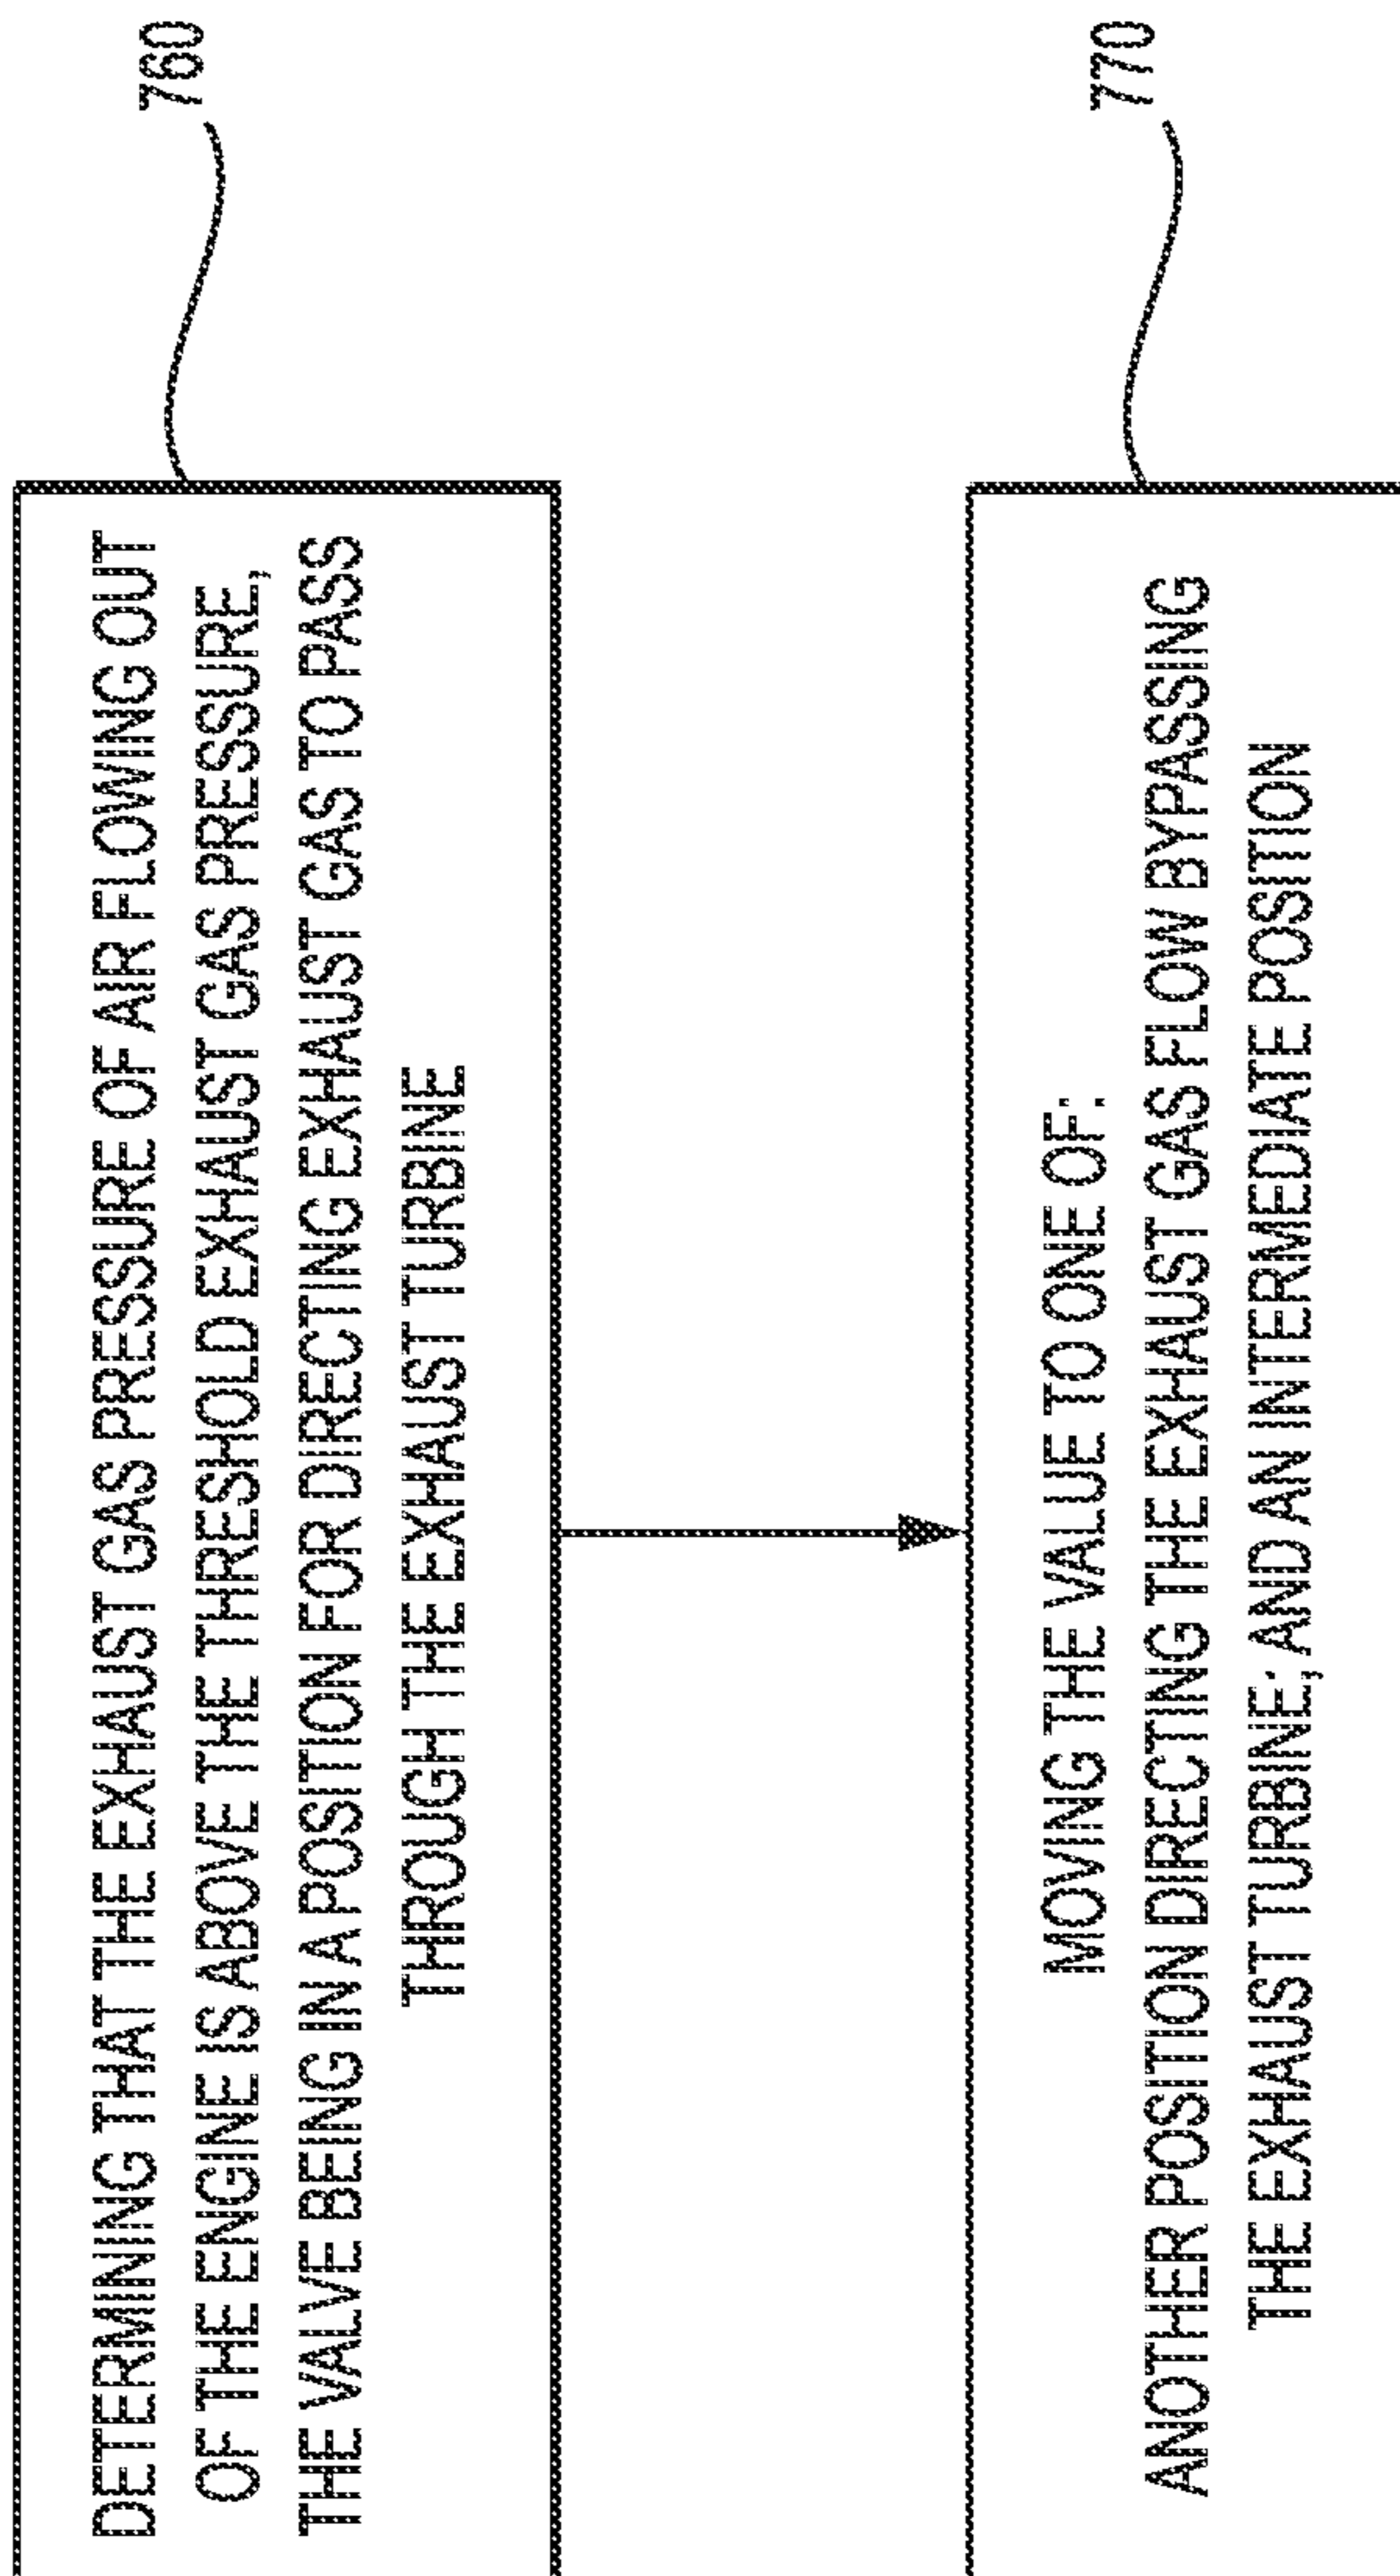 DETERMINING THAT THE EXHAUST GAS PRESSURE OF AIR FLOWING OUT
OF THE ENGINE IS ABOVE THE THRESHOLD EXHAUST GAS PRESSURE,
THE VALVE BEING IN A POSITION FOR DIRECTING EXHAUST GAS TO PASS
THROUGH THE EXHAUST TURBINE
760
MOVING THE VALUE TO ONE OF:
ANOTHER POSITION DIRECTING THE EXHAUST GAS FLOW BYPASSING
THE EXHAUST TURBINE; AND AN INTERMEDIATE POSITION
770